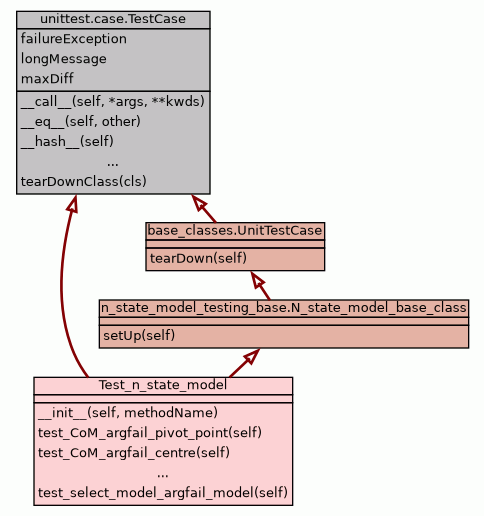 unittest.case.TestCase
failureException
longMessage
maxDiff
__call__(self, *args, **kwds)
__eq__(self, other)
__hash__(self)
...
tearDownClass(cls)
base_classes.UnitTestCase
tearDown(self)
n_state_model_testing_base.N_state_model_base_class
setUp(self)
Test_n_state_model
__init__(self, methodName)
test_CoM_argfail_pivot_point(self)
test_CoM_argfail_centre(self)
...
test_select_model_argfail_model(self)